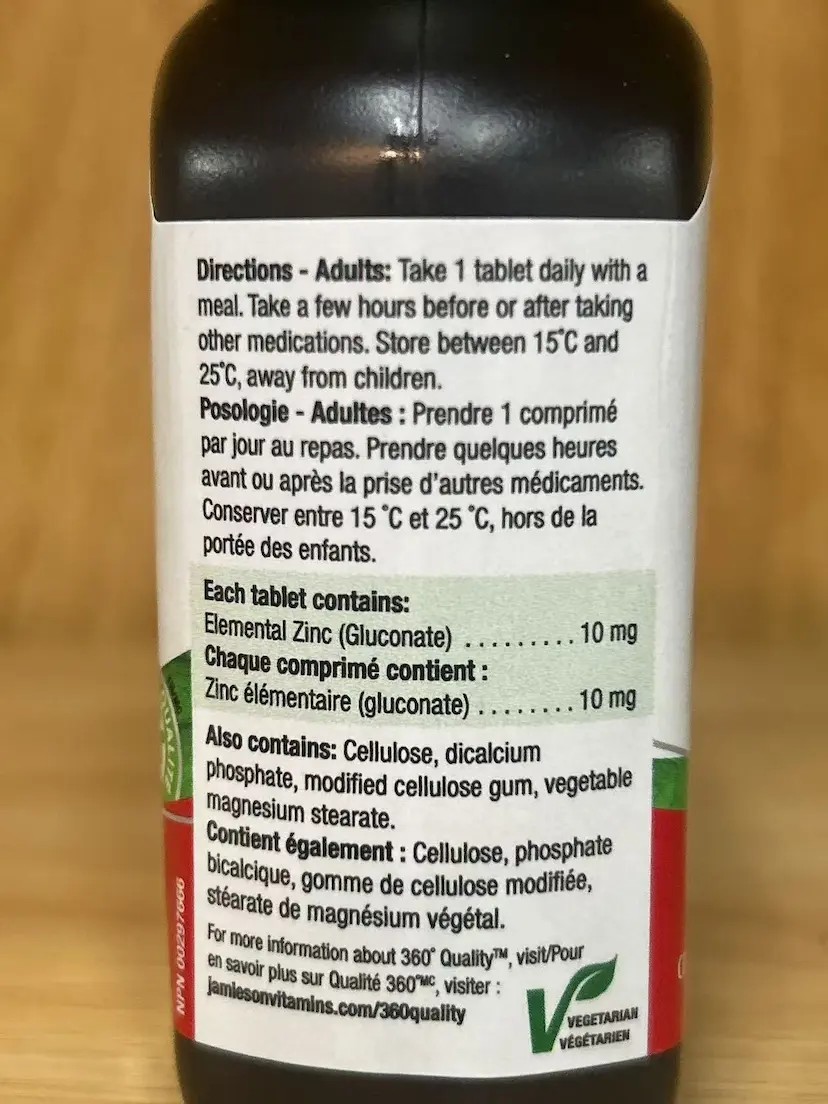 Directions - Adults: Take 1 tablet daily with a
meal. Take a few hours before or after taking
other medications. Store between 15°C and
25°C, away from children.
Posologie - Adultes : Prendre 1 comprimé
par jour au repas. Prendre quelques heures
avant ou après la prise d'autres médicaments.
Conserver entre 15 °C et 25 °C, hors de la
portée des enfants.
Each tablet contains:
Elemental Zinc (Gluconate) ......... 10 mg
Chaque comprimé contient :
Zinc élémentaire (gluconate) ........ 10 mg
Also contains: Cellulose, dicalcium
phosphate, modified cellulose gum, vegetable
magnesium stearate.
Contient également : Cellulose, phosphate
bicalcique, gomme de cellulose modifiée,
stéarate de magnésium végétal.
For more information about 360° Quality™, visit/Pour
en savoir plus sur Qualité 360°MC, visiter :
jamiesonvitamins.com/360quality
VEGETARIAN
VÉGÉTARIEN
NPN 00297666
QUALITÉ